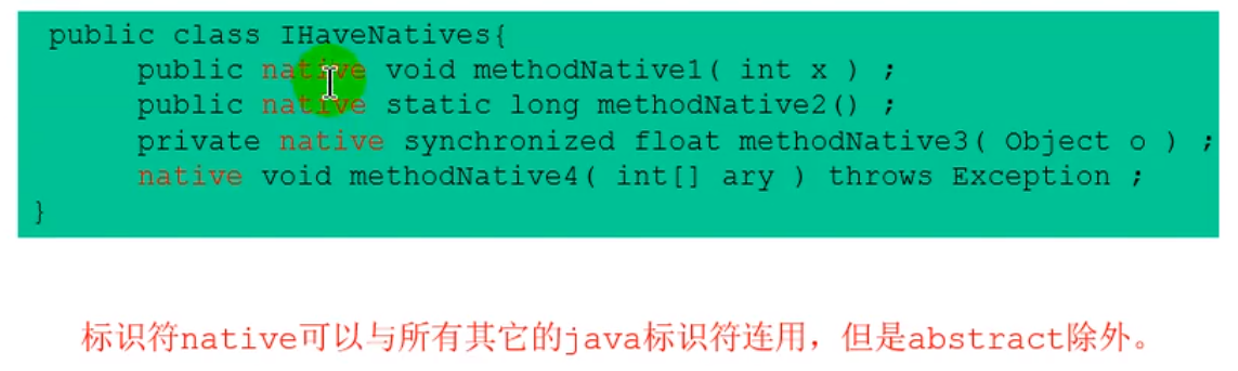 public class IHaveNatives{
public native void methodNative1( int x ) ;
public native static long methodNative2() ;
private native synchronized float methodNative3( Object o ) ;
native void methodNative4( int[] ary ) throws Exception ;
}
标识符native可以与所有其它的java标识符连用，但是abstract除外。